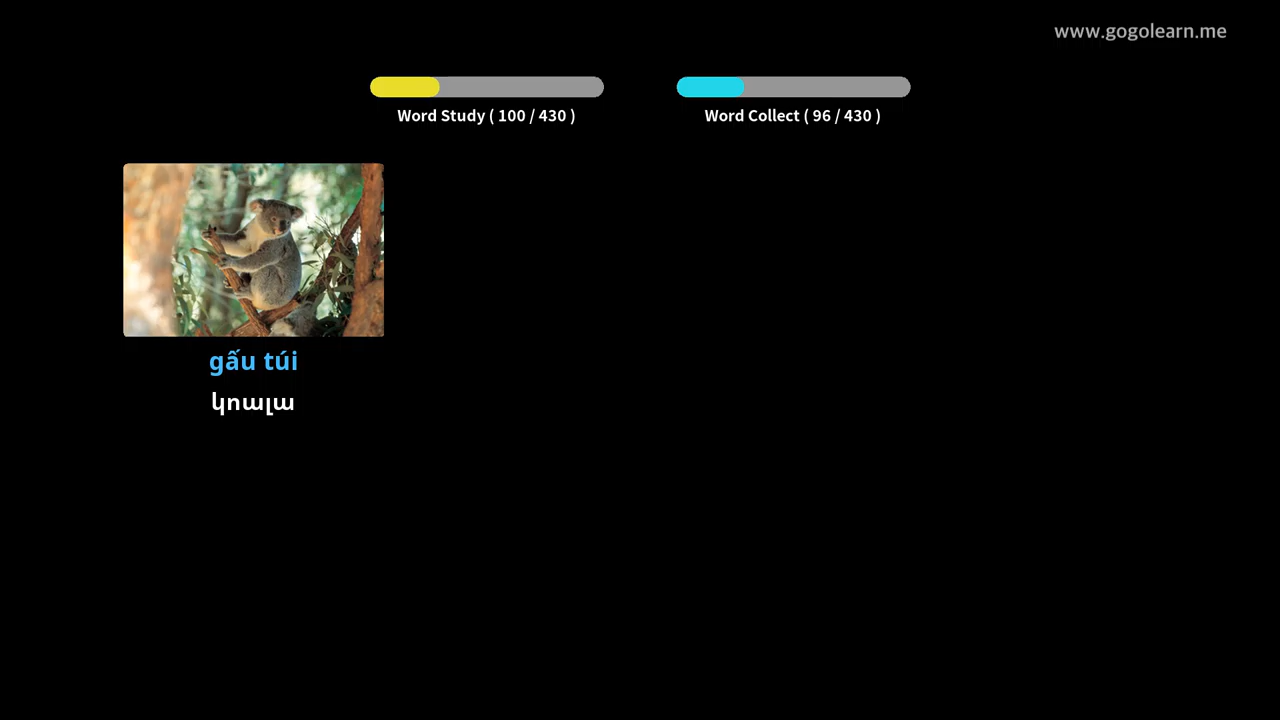 www.gogolearn.me
Word Study ( 100 / 430 )
Word Collect ( 96 / 430 )
gấu túi
կոալա